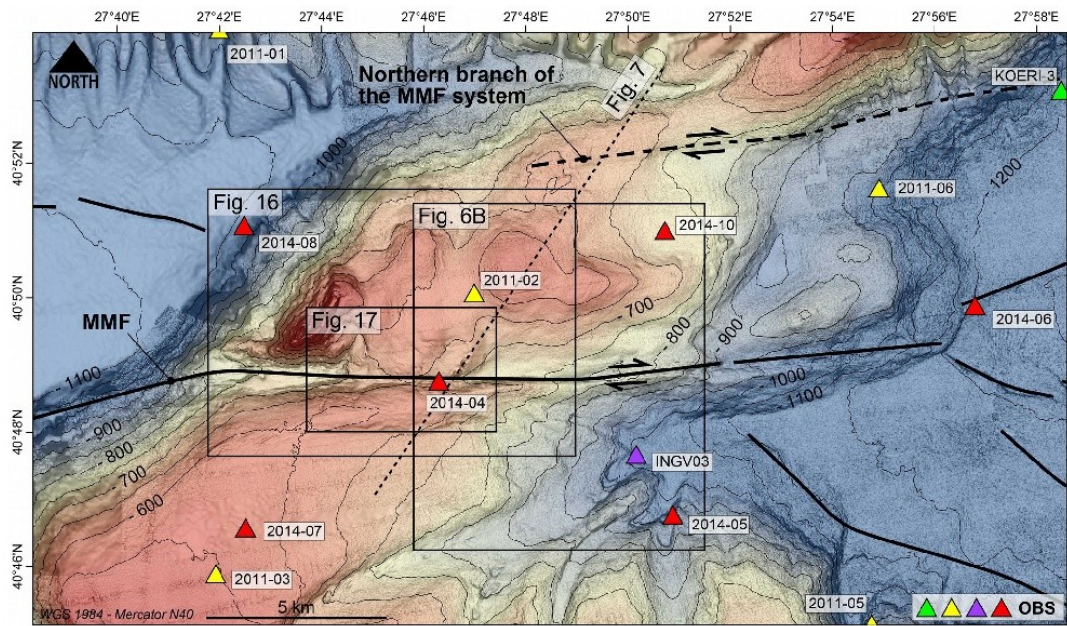 27°40'E 27°42'E 27°44'E 27°46'E 27°50'E 27°52'E 27°54'E 27°56'E 27°58'E
2011-01
NORTH
Northern branch of
the MMF system
Fig. 7
KOERI-3
40°52'N
1000
1200
2011-06
Fig. 16
Fig. 6B
2014-10
2014-08
40°50'N
2011-02
700
Fig. 17
2014-06
800
900
MMF
1100
1000
2014-04
1100
40°48'N
900
800
INGV03
700
600
2014-05
2014-07
40°46'N
2011-03
5 km
2011-05
WGS 1984 - Mercator N40
OBS